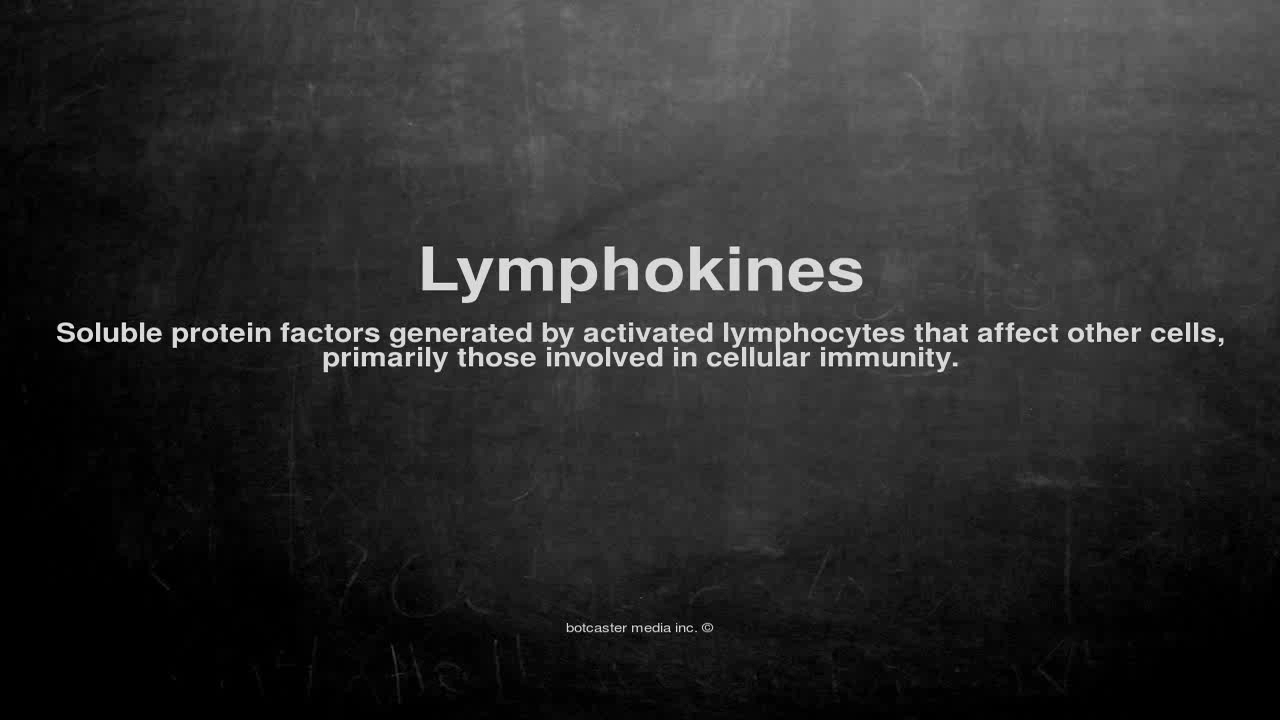 Lymphokines
Soluble protein factors generated by activated lymphocytes that affect other cells,
primarily those involved in cellular immunity.
botcaster media inc. ©